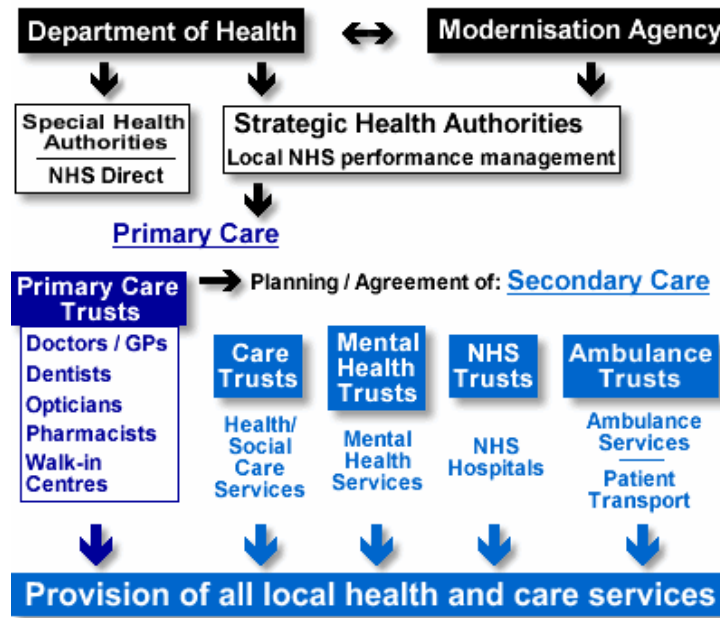 Department of Health
Modernisation Agency
Special Health
Authorities
NHS Direct
Strategic Health Authorities
Local NHS performance management
Primary Care
Primary Care
Trusts
Planning / Agreement of: Secondary Care
Doctors / GPs
Dentists
Opticians
Pharmacists
Walk-in
Centres
Care
Trusts
Health/
Social
Care
Services
Mental
Health
Trusts
Mental
Health
Services
NHS
Trusts
NHS
Hospitals
Ambulance
Trusts
Ambulance
Services
Patient
Transport
Provision of all local health and care services